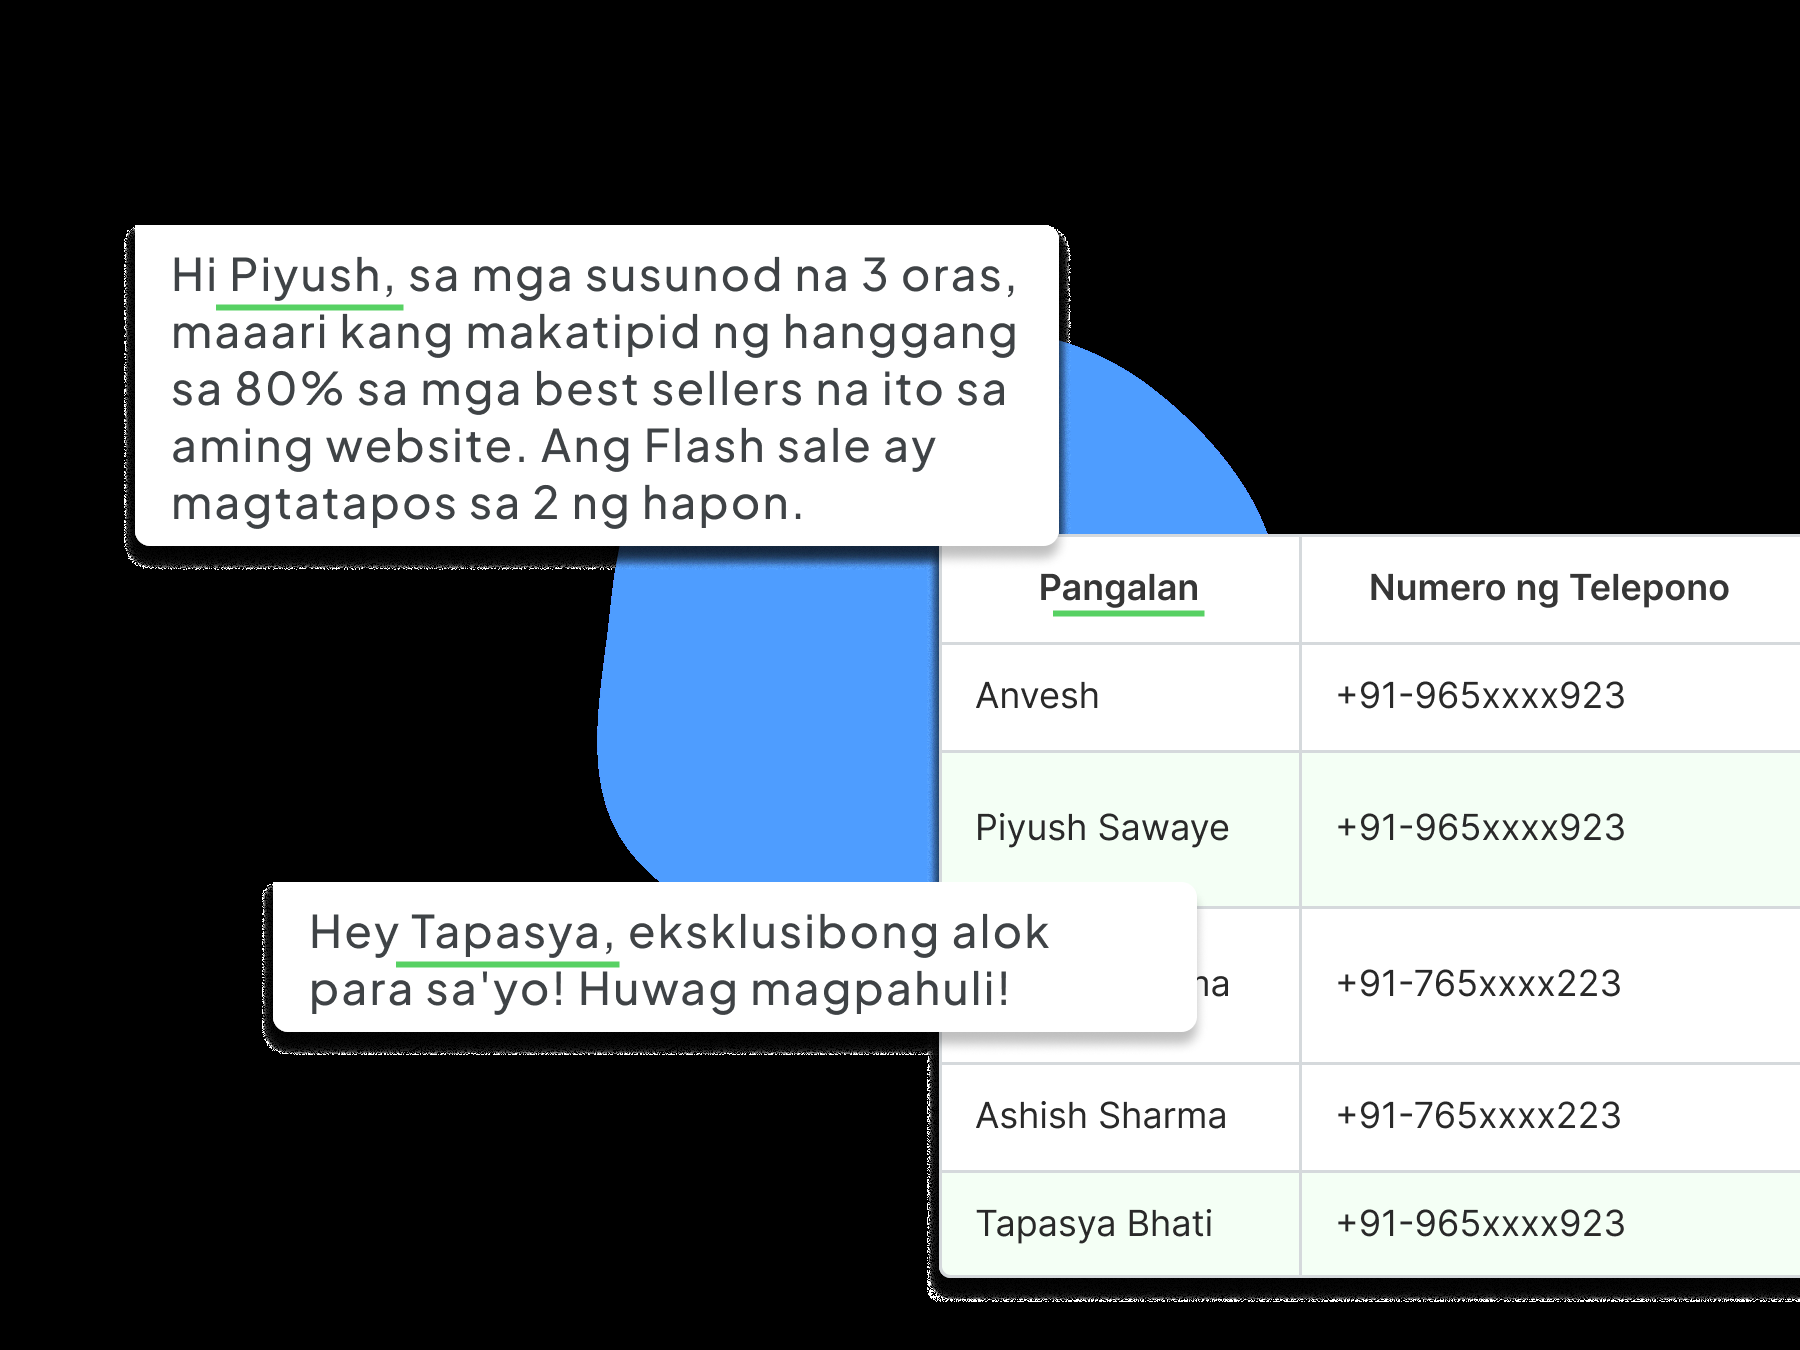 Hi Piyush, sa mga susunod na 3 oras,
maaari kang makatipid ng hanggang
sa 80% sa mga best sellers na ito sa
aming website. Ang Flash sale ay
magtatapos sa 2 ng hapon.
Pangalan Numero ng Telepono
Anvesh +91-965xxxx923
Piyush Sawaye +91-965xxxx923
Hey Tapasya, eksklusibong alok
para sa'yo! Huwag magpahuli!
+91-765xxxx223
Ashish Sharma +91-765xxxx223
Tapasya Bhati +91-965xxxx923